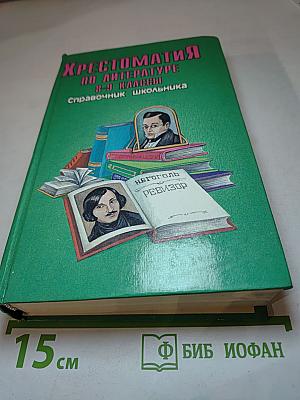 ХРЕСТОМАТИЯ
ПО ЛИТЕРАТУРЕ
8-9 КЛАССЫ
Справочник школьника
Н.В.ГОГОЛЬ
РЕВИЗОР
15 см
Ф БИБ ИОФАН